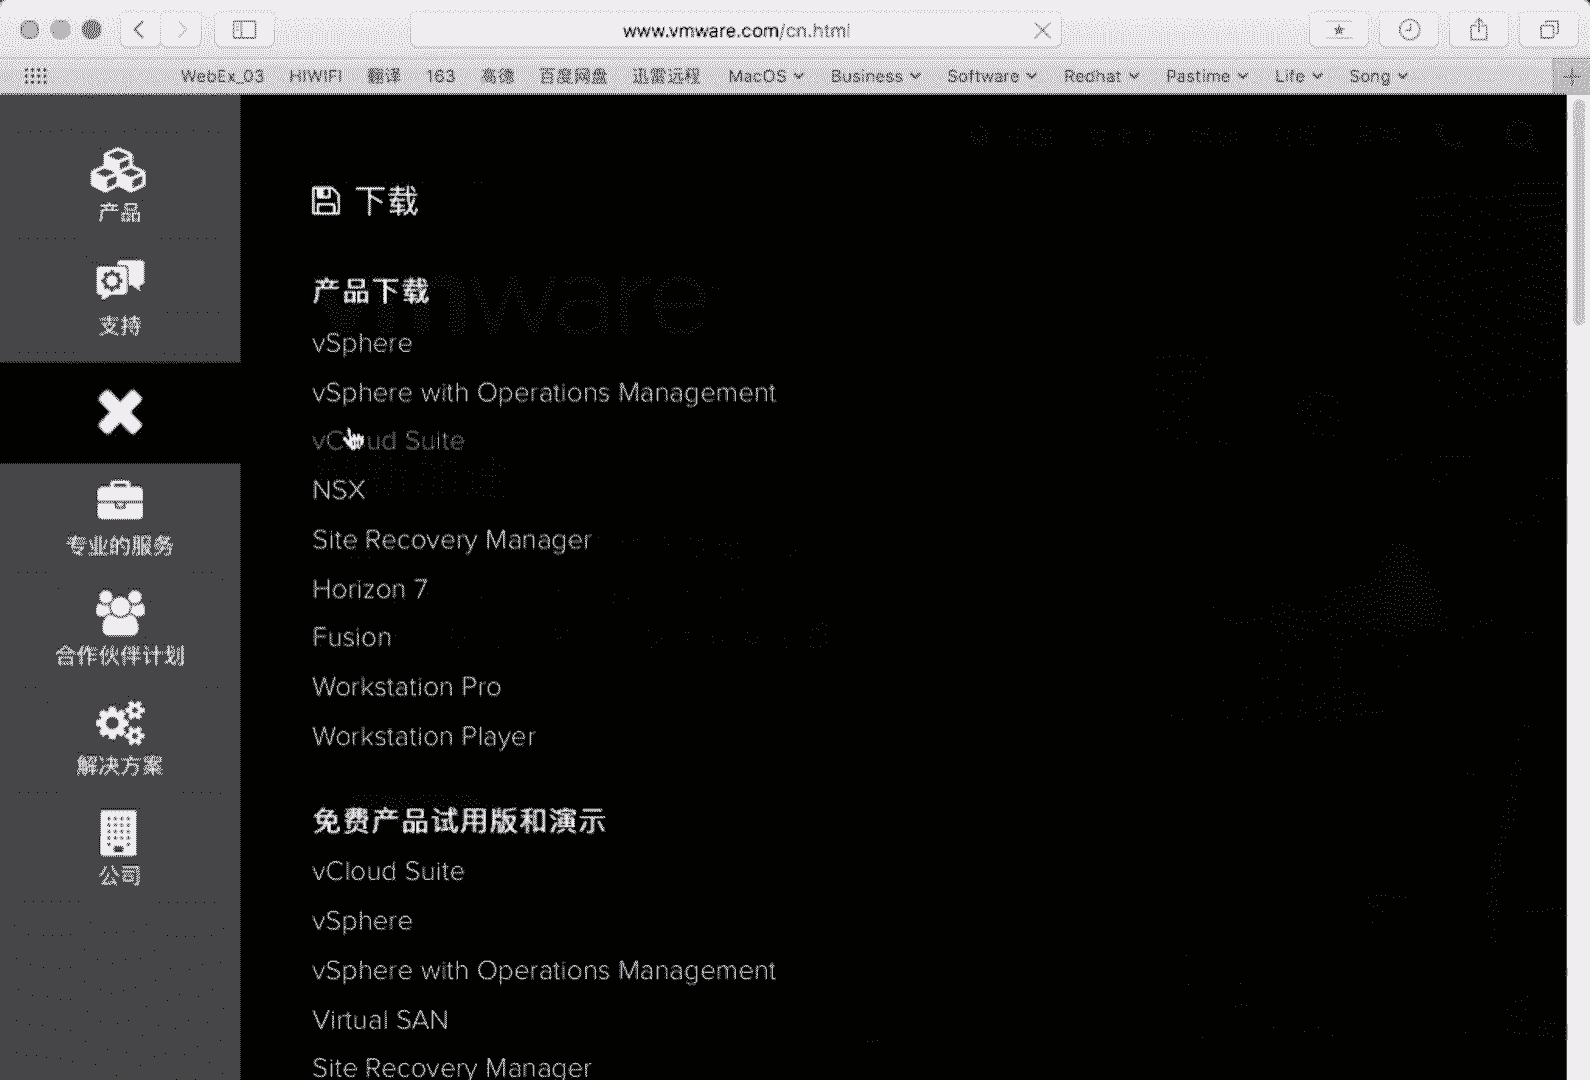 www.vmware.com/cn.html
WebEx_03 HIWIFI 翻译 163 高德 百度网盘 迅雷远程 MacOS Business Software Redhat Pastime Life Song
产品
支持
专业的服务
合作伙伴计划
解决方案
公司
下载
产品下载
vmware
vSphere
vSphere with Operations Management
vCloud Suite
NSX
Site Recovery Manager
Horizon 7
Fusion
Workstation Pro
Workstation Player
免费产品试用版和演示
vCloud Suite
vSphere
vSphere with Operations Management
Virtual SAN
Site Recovery Manager